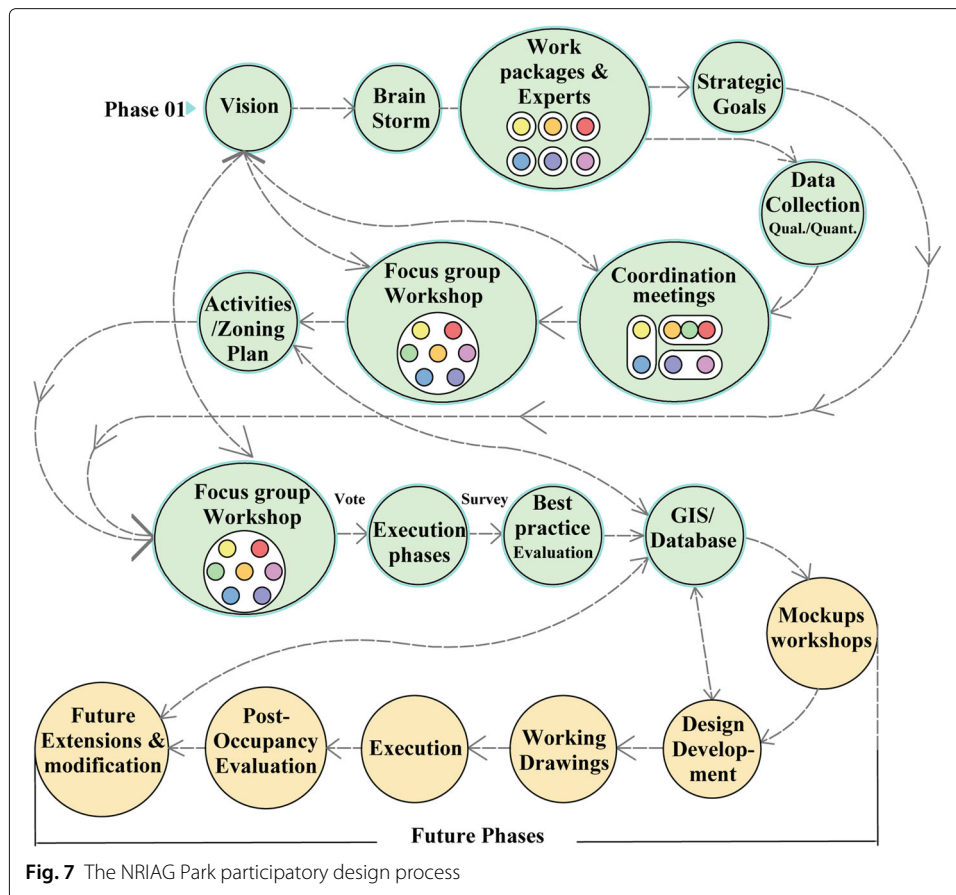 Phase 01
Vision
Brain
Storm
Work
packages &
Experts
Strategic
Goals
Data
Collection
Qual./Quant.
Coordination
meetings
Focus group
Workshop
Activities
/Zoning
Plan
Focus group
Workshop
Vote
Execution
phases
Survey
Best
practice
Evaluation
GIS/
Database
Mockups
workshops
Design
Develop-
ment
Working
Drawings
Execution
Post-
Occupancy
Evaluation
Future
Extensions &
modification
Future Phases
Fig. 7 The NRIAG Park participatory design process